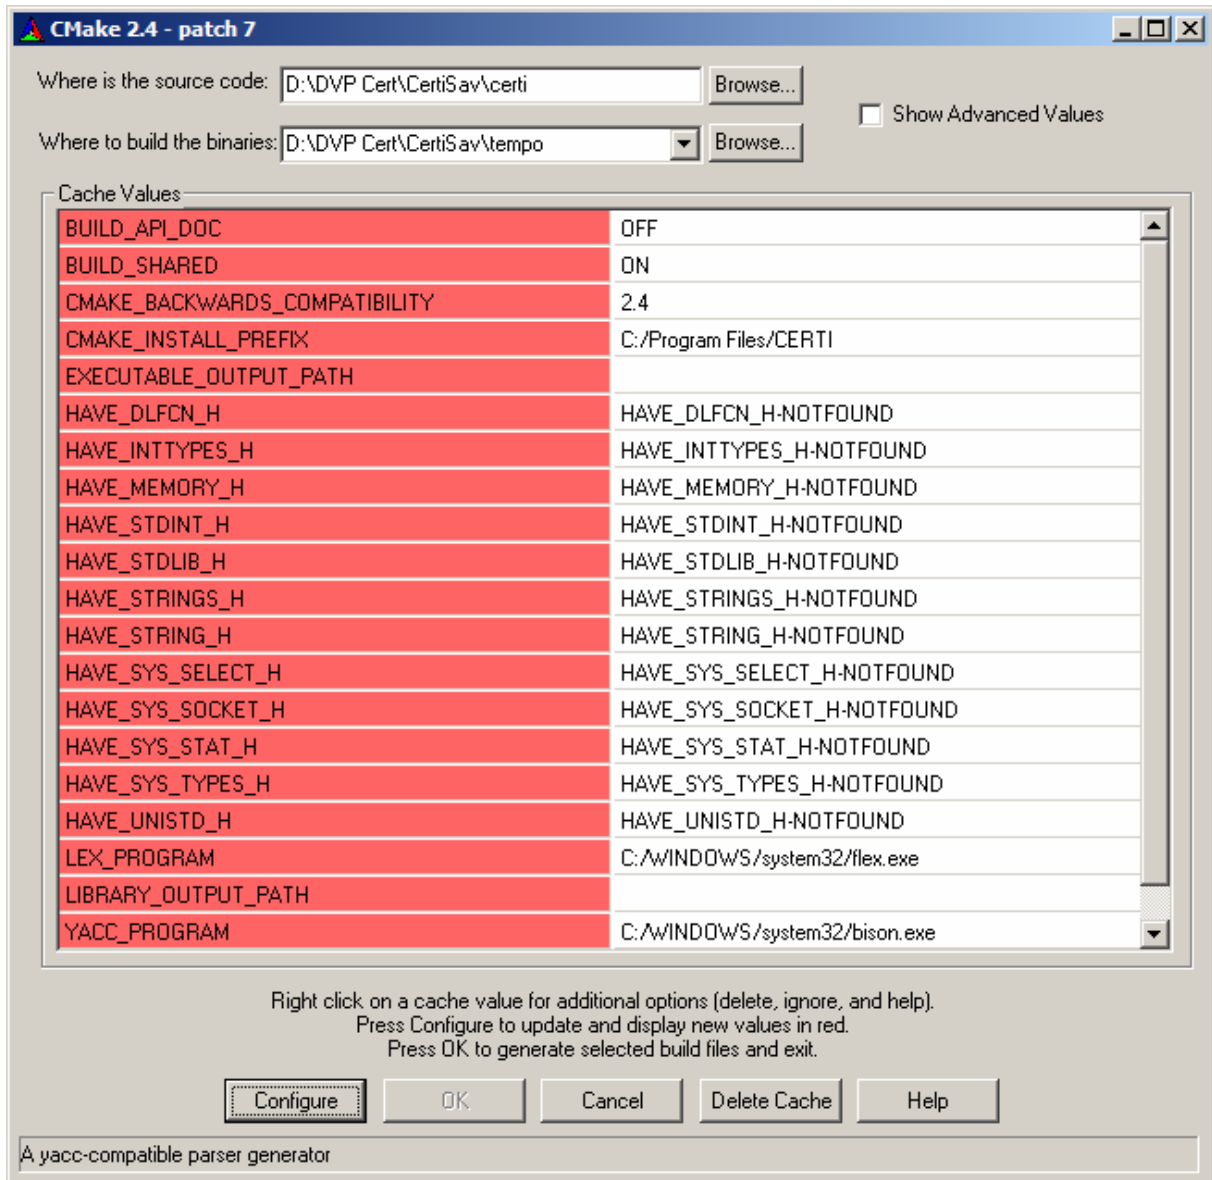 CMake 2.4 - patch 7
Where is the source code: D:\DVP Cert\CertiSav\certi Browse...
Show Advanced Values
Where to build the binaries: D:\DVP Cert\CertiSav\tempo Browse...
Cache Values
BUILD_API_DOC OFF
BUILD_SHARED ON
CMAKE_BACKWARDS_COMPATIBILITY 2.4
CMAKE_INSTALL_PREFIX C:/Program Files/CERTI
EXECUTABLE_OUTPUT_PATH
HAVE_DLFCN_H HAVE_DLFCN_H-NOTFOUND
HAVE_INTTYPES_H HAVE_INTTYPES_H-NOTFOUND
HAVE_MEMORY_H HAVE_MEMORY_H-NOTFOUND
HAVE_STDINT_H HAVE_STDINT_H-NOTFOUND
HAVE_STDLIB_H HAVE_STDLIB_H-NOTFOUND
HAVE_STRINGS_H HAVE_STRINGS_H-NOTFOUND
HAVE_STRING_H HAVE_STRING_H-NOTFOUND
HAVE_SYS_SELECT_H HAVE_SYS_SELECT_H-NOTFOUND
HAVE_SYS_SOCKET_H HAVE_SYS_SOCKET_H-NOTFOUND
HAVE_SYS_STAT_H HAVE_SYS_STAT_H-NOTFOUND
HAVE_SYS_TYPES_H HAVE_SYS_TYPES_H-NOTFOUND
HAVE_UNISTD_H HAVE_UNISTD_H-NOTFOUND
LEX_PROGRAM C:/WINDOWS/system32/flex.exe
LIBRARY_OUTPUT_PATH
YACC_PROGRAM C:/WINDOWS/system32/bison.exe
Right click on a cache value for additional options (delete, ignore, and help).
Press Configure to update and display new values in red.
Press OK to generate selected build files and exit.
Configure OK Cancel Delete Cache Help
A yacc-compatible parser generator